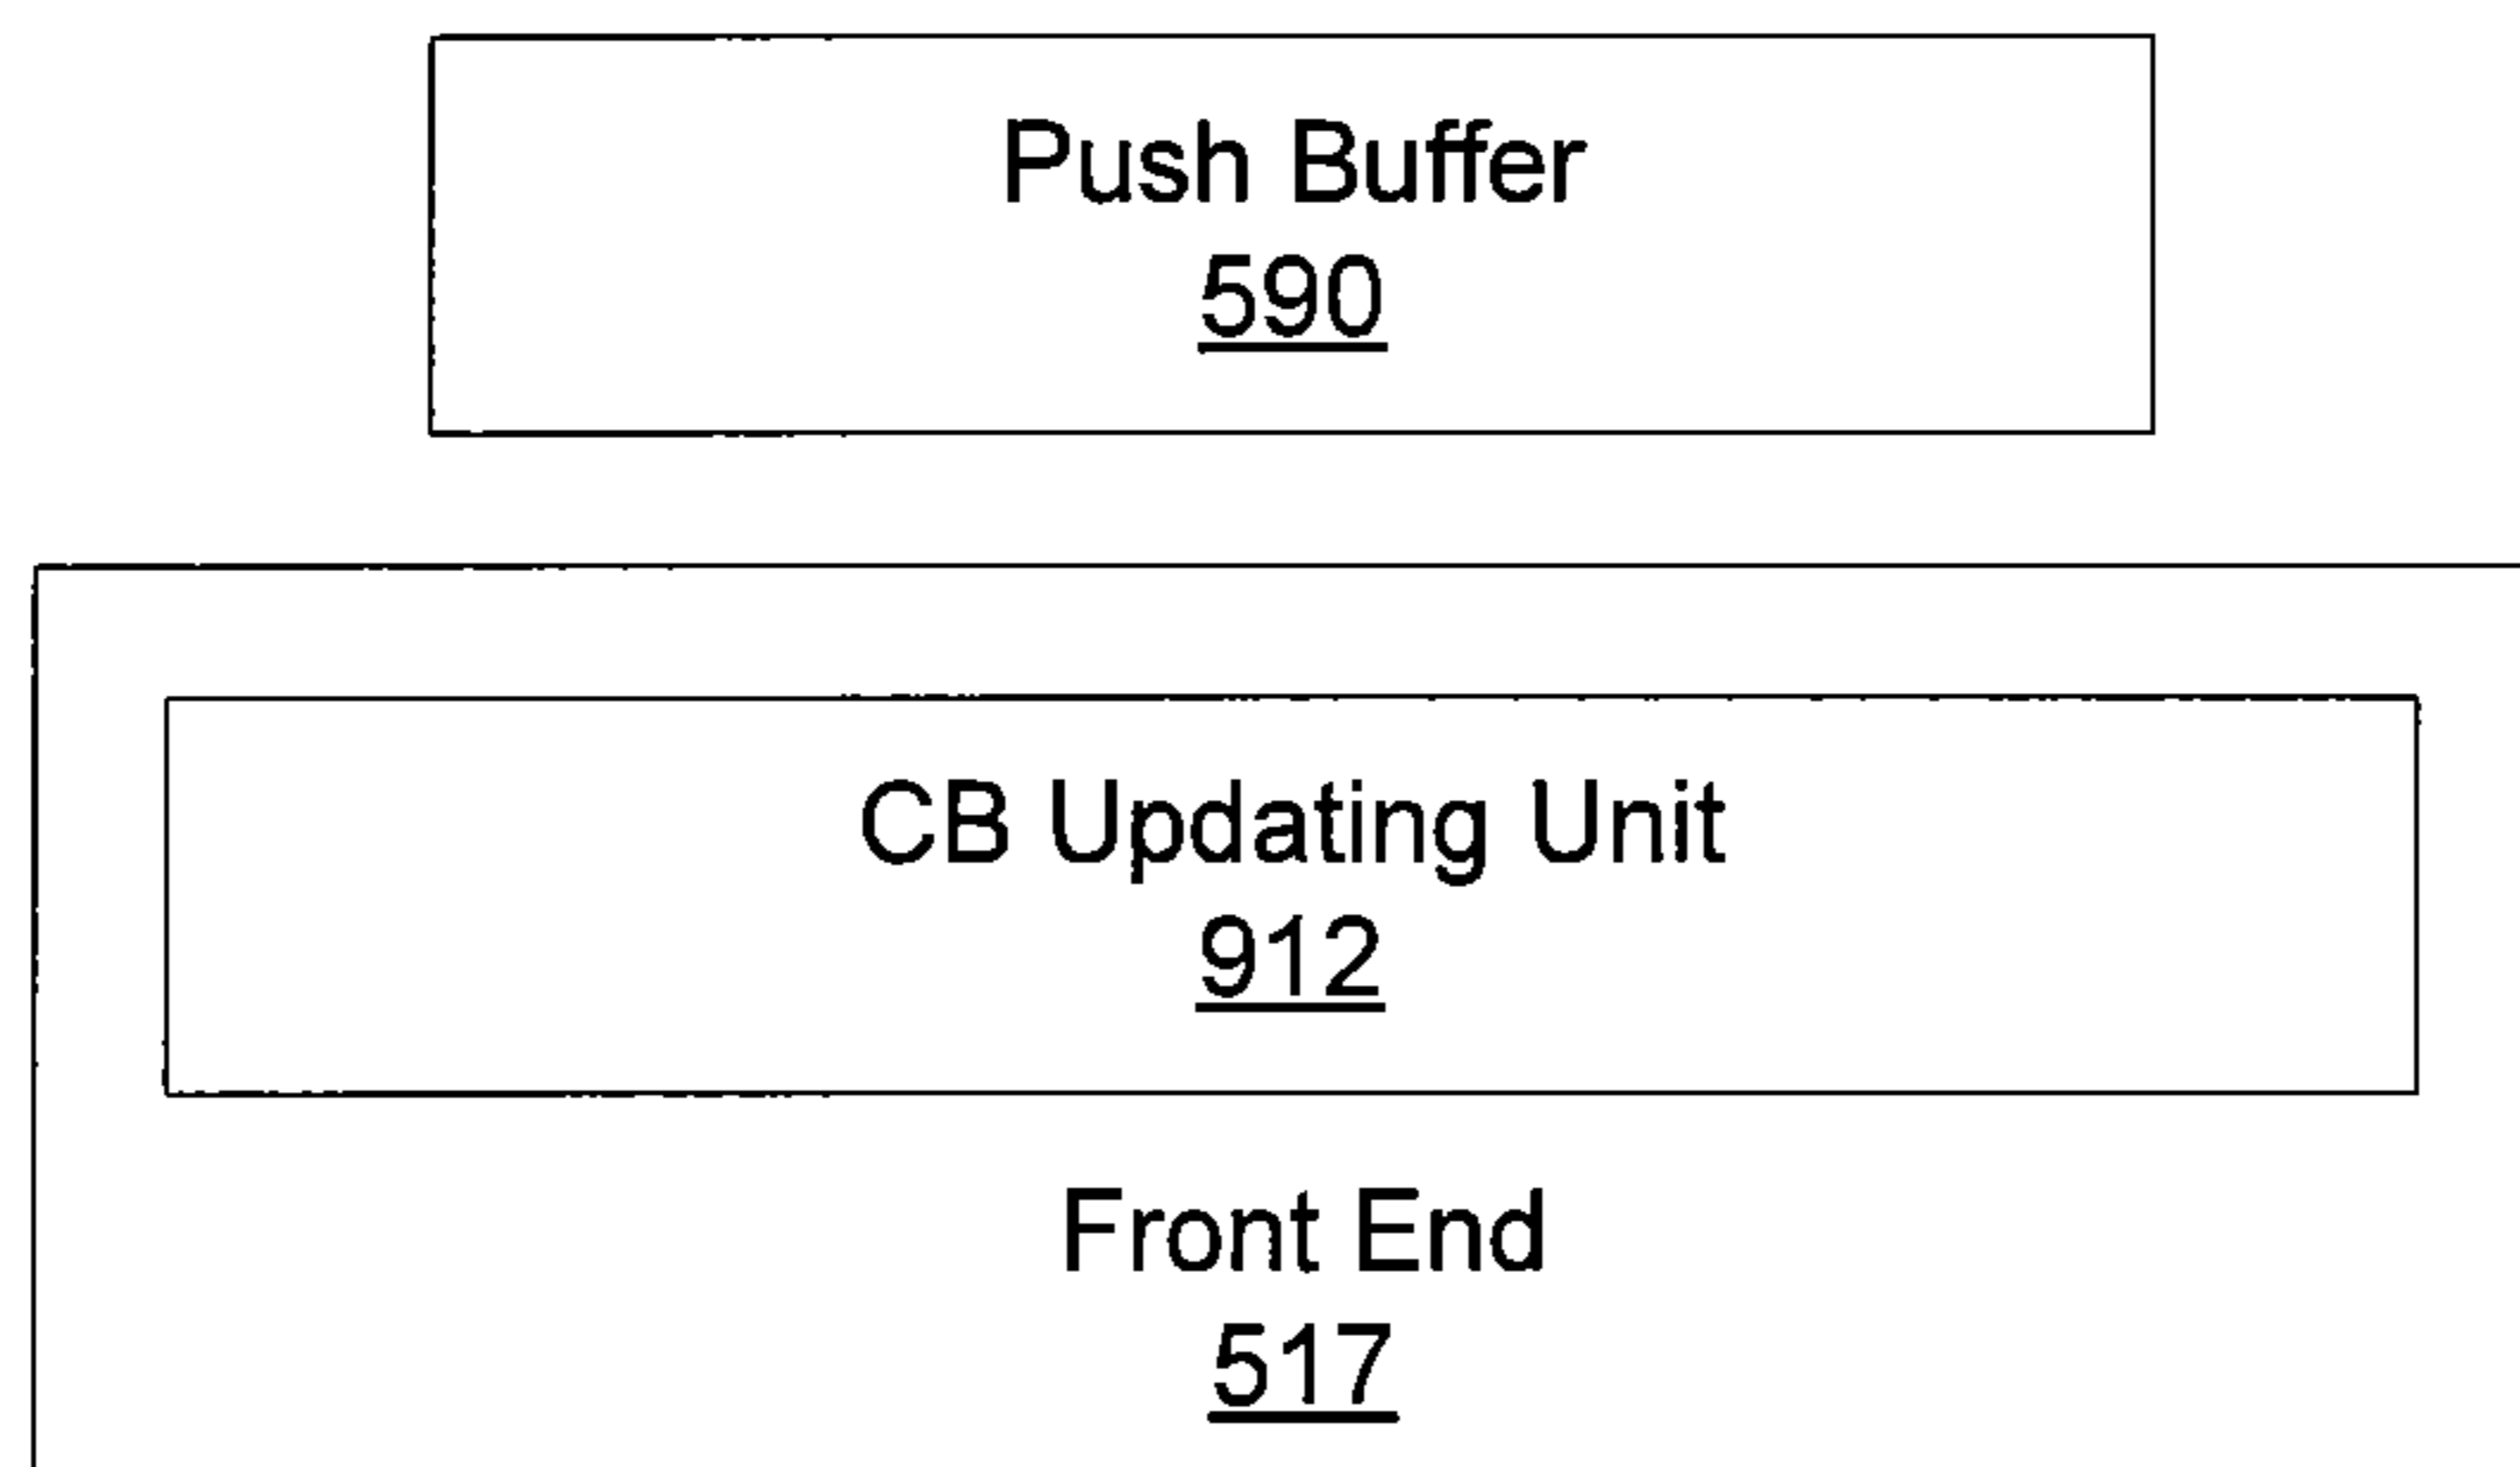 Push Buffer
590
CB Updating Unit
912
Front End
517